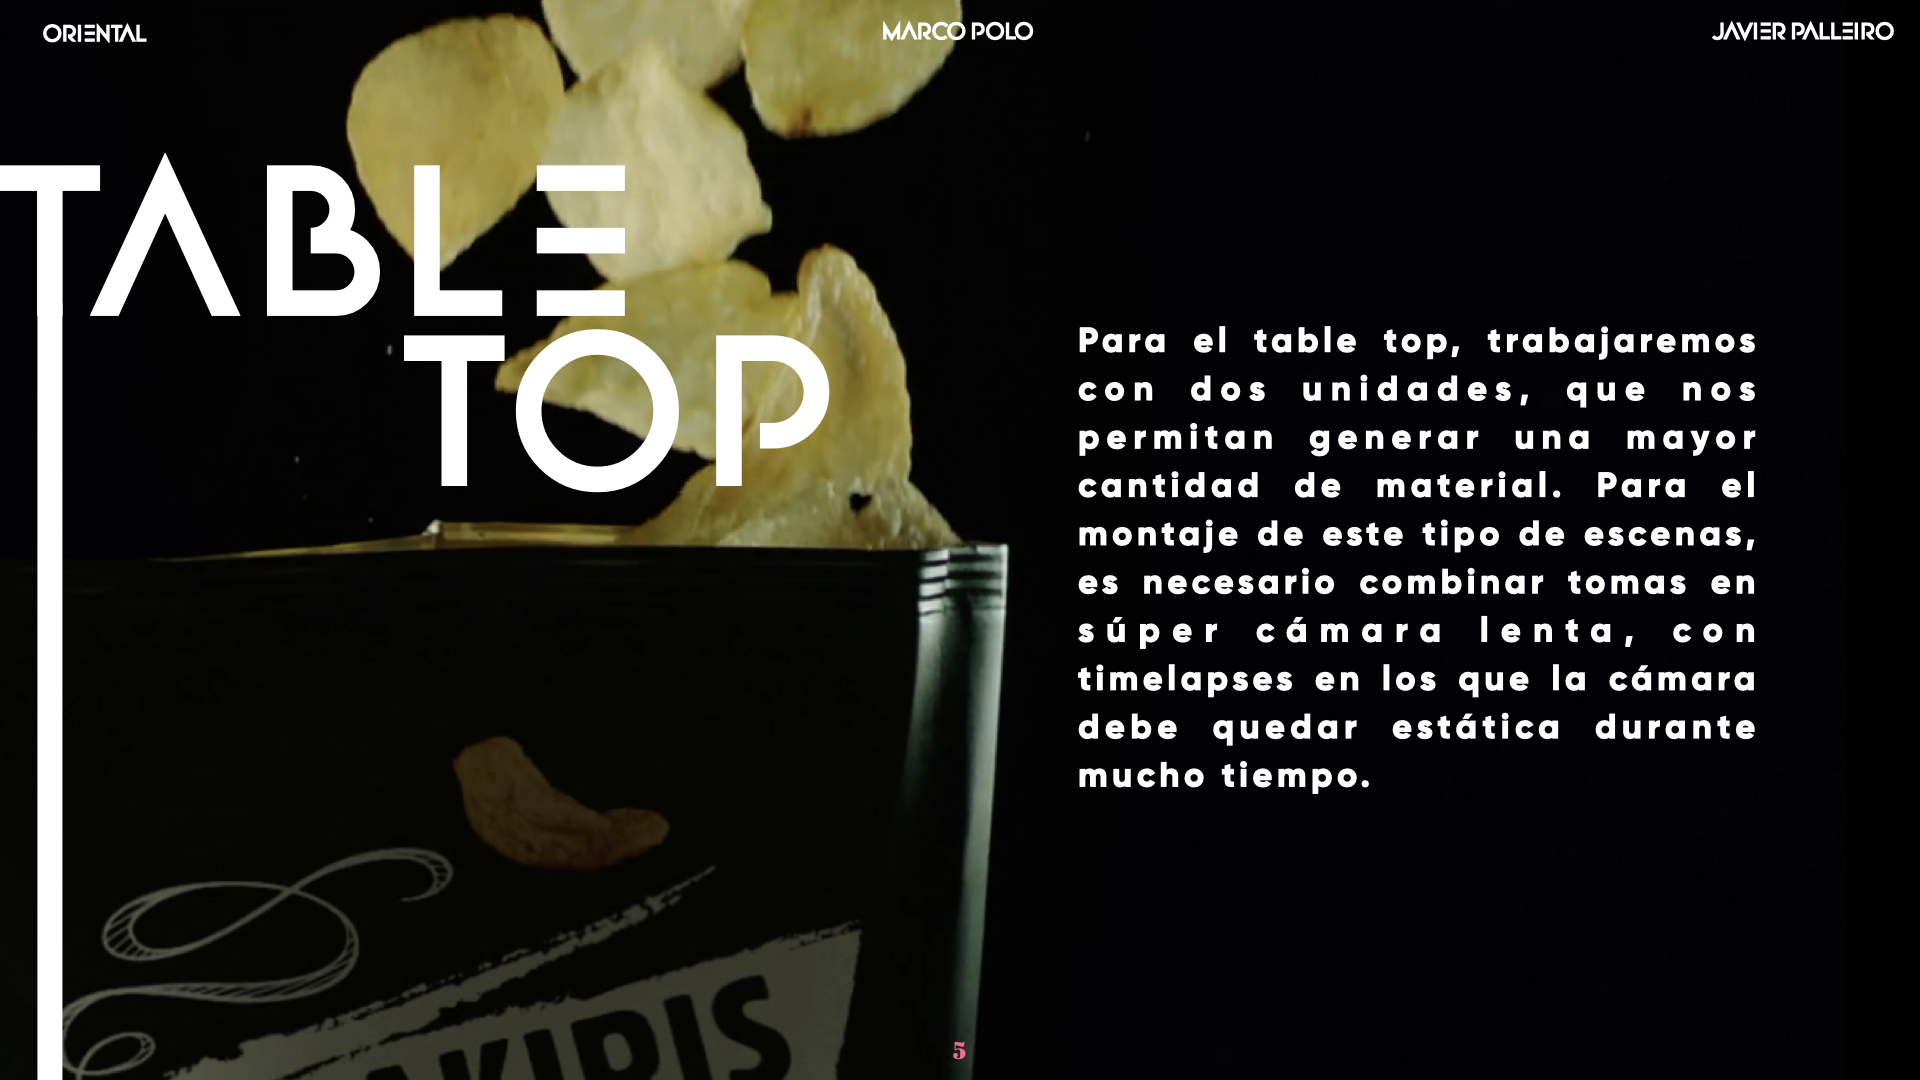 ORIENTAL
MARCO POLO
JAVIER PALLEIRO
TABLE
TOP
Para el table top, trabajaremos
con dos unidades, que nos
permitan generar una mayor
cantidad de material. Para el
montaje de este tipo de escenas,
es necesario combinar tomas en
súper cámara lenta, con
timelapses en los que la cámara
debe quedar estática durante
mucho tiempo.
5